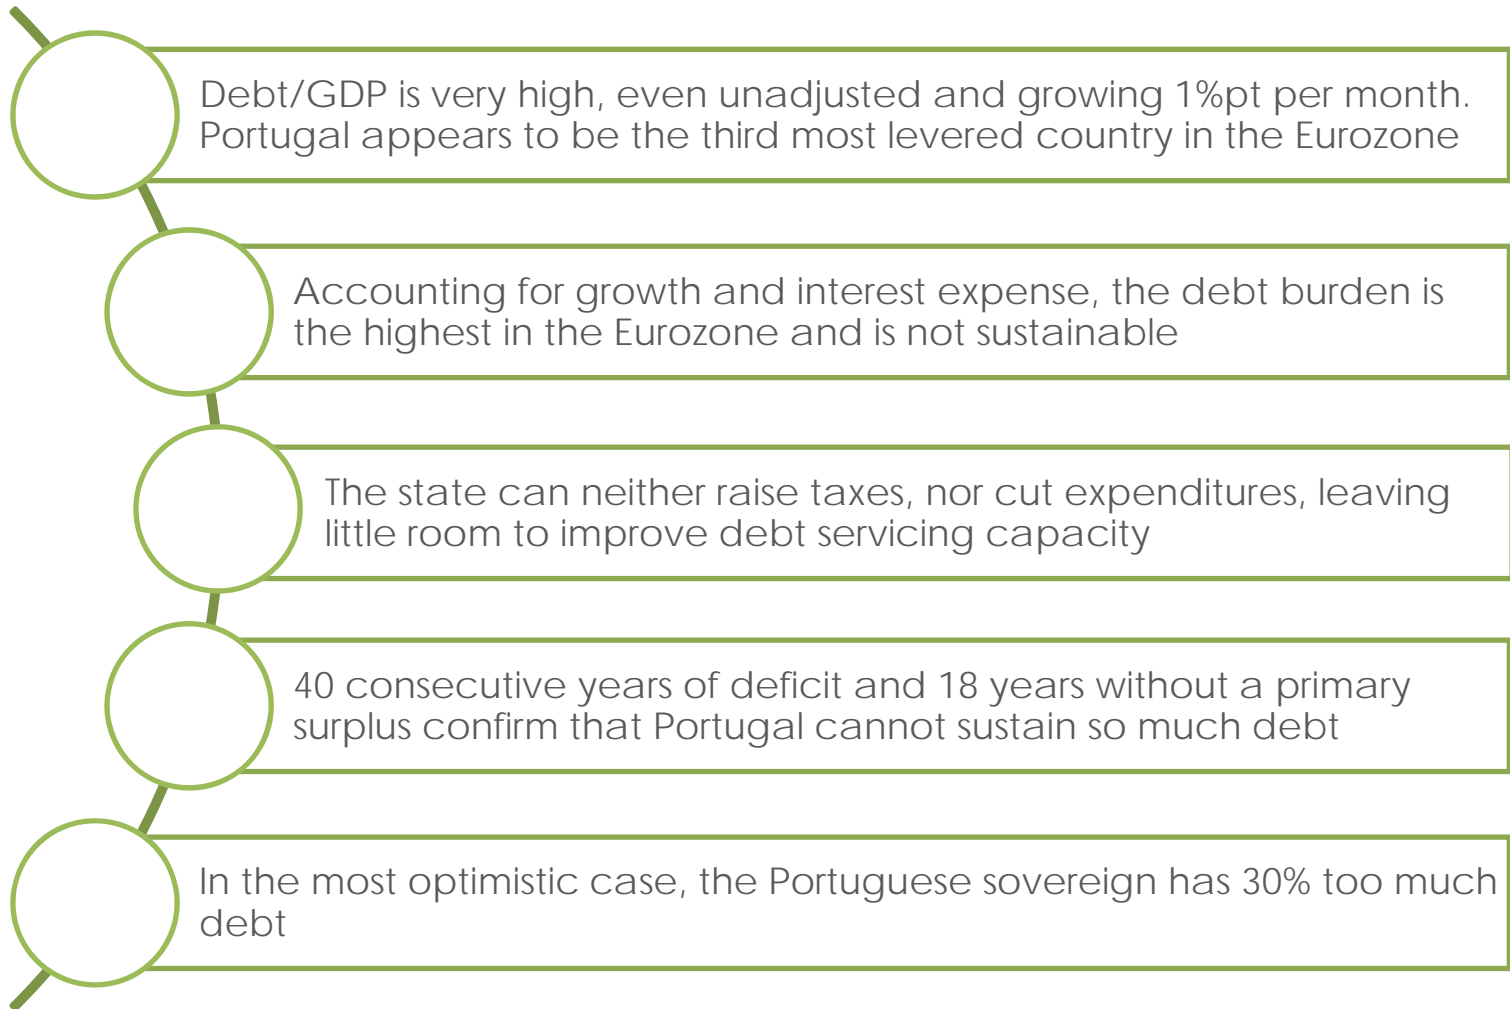 Debt/GDP is very high, even unadjusted and growing 1%pt per month.
Portugal appears to be the third most levered country in the Eurozone
Accounting for growth and interest expense, the debt burden is
the highest in the Eurozone and is not sustainable
The state can neither raise taxes, nor cut expenditures, leaving
little room to improve debt servicing capacity
40 consecutive years of deficit and 18 years without a primary
surplus confirm that Portugal cannot sustain so much debt
In the most optimistic case, the Portuguese sovereign has 30% too much
debt